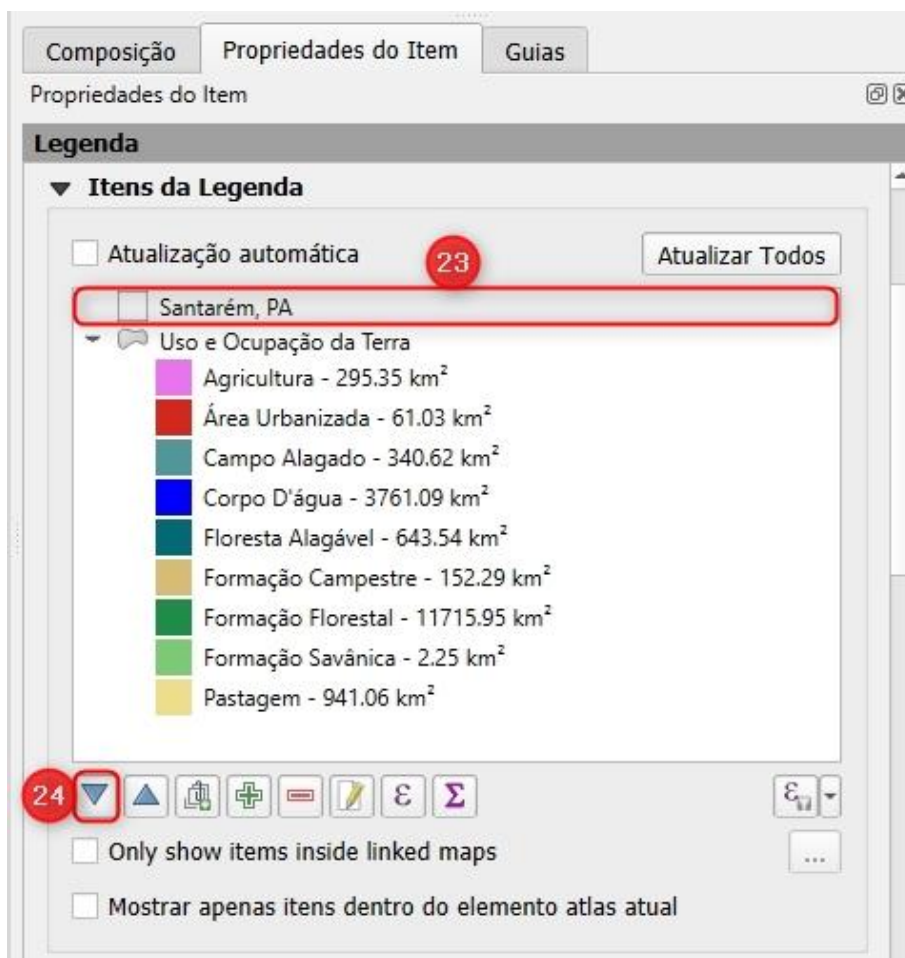 Composição Propriedades do Item Guias
Propriedades do Item
Legenda
Itens da Legenda
Atualização automática 23 Atualizar Todos
Santarém, PA
Uso e Ocupação da Terra
Agricultura - 295.35 km²
Área Urbanizada - 61.03 km²
Campo Alagado - 340.62 km²
Corpo D'água - 3761.09 km²
Floresta Alagável - 643.54 km²
Formação Campestre - 152.29 km²
Formação Florestal - 11715.95 km²
Formação Savânica - 2.25 km²
Pastagem - 941.06 km²
24 ε Σ ε
Only show items inside linked maps ...
Mostrar apenas itens dentro do elemento atlas atual